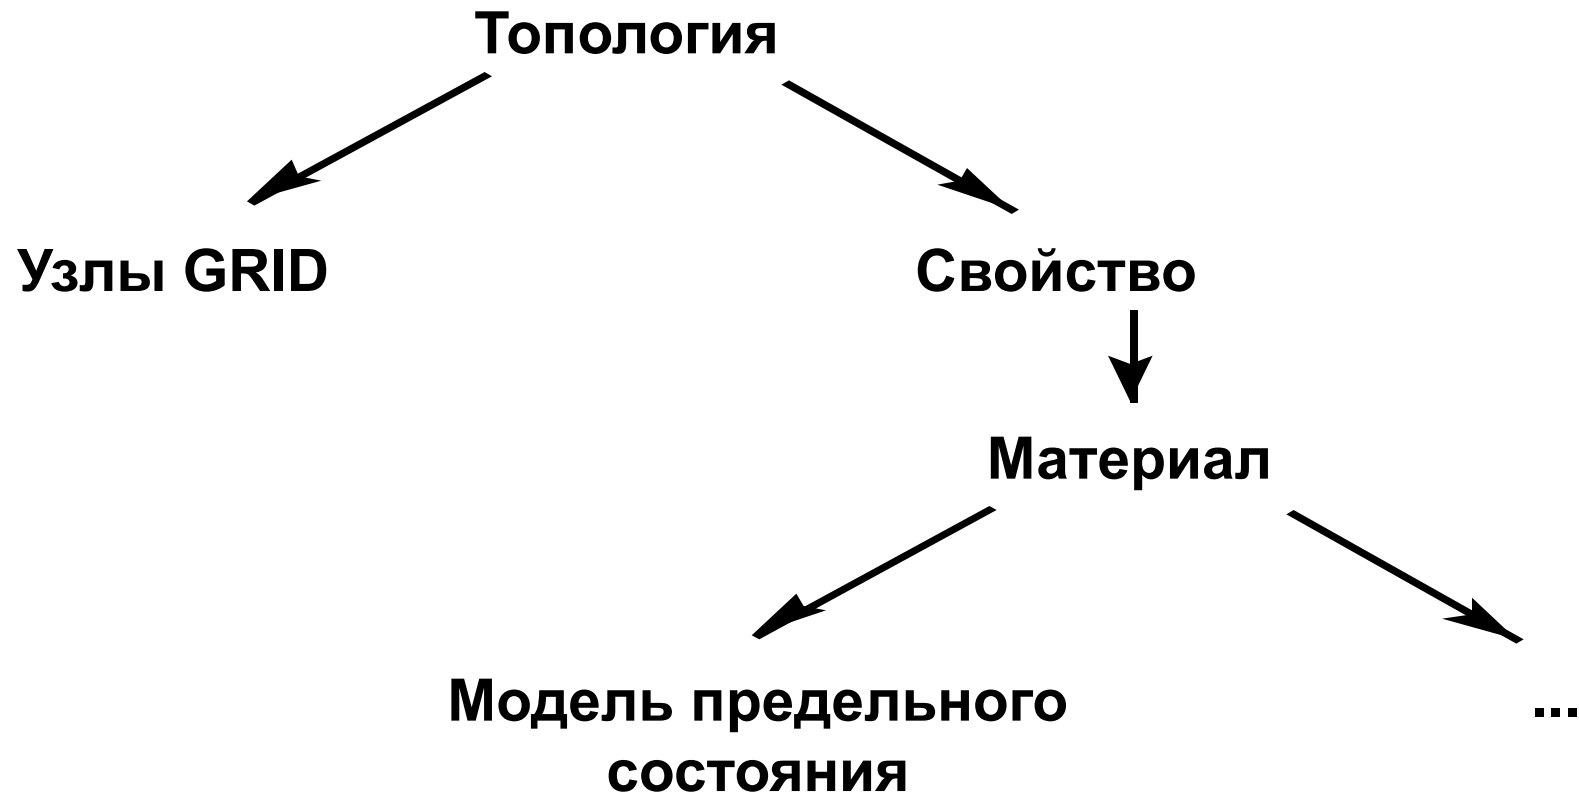 Топология
Узлы GRID
Свойство
Материал
Модель предельного
состояния
...